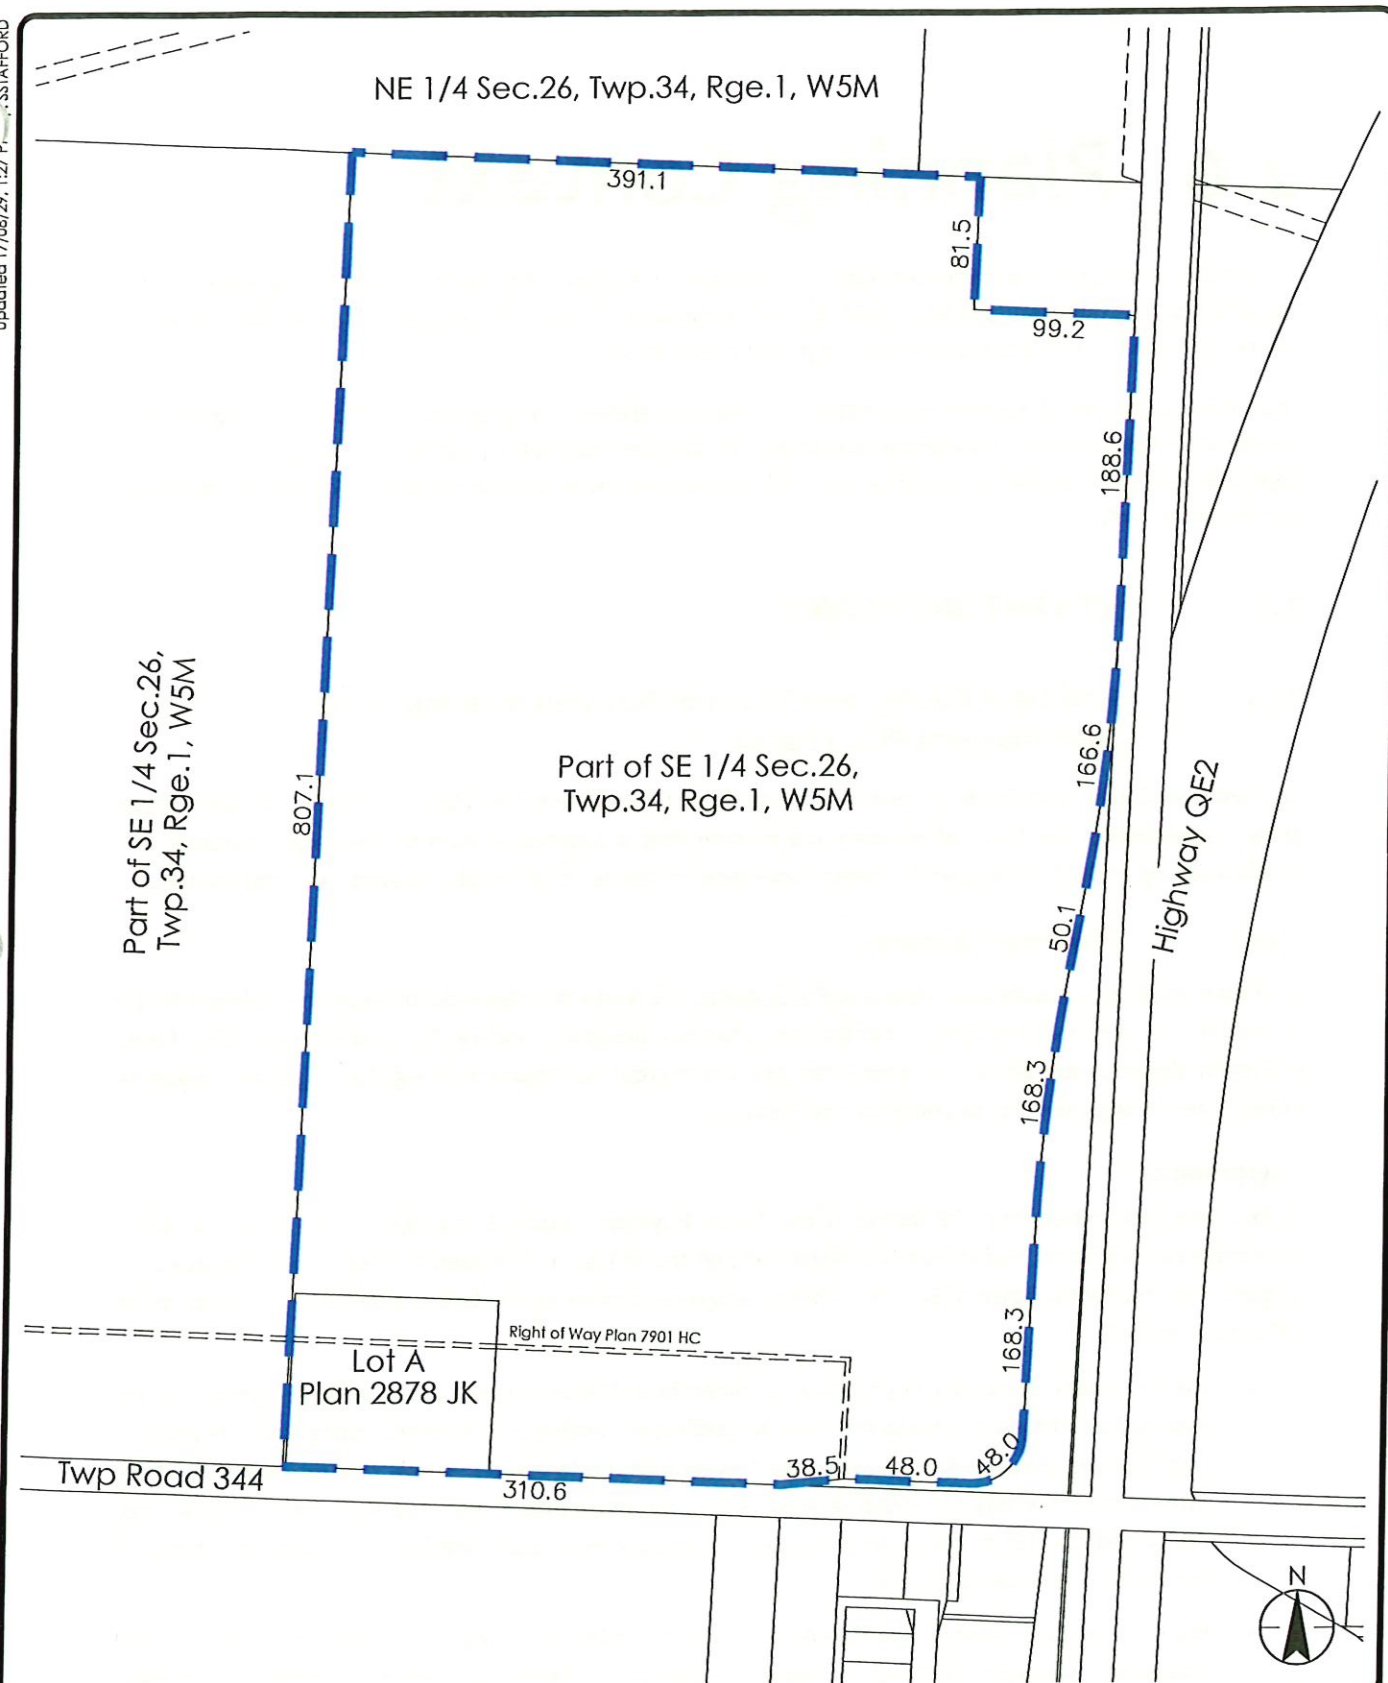 NE 1/4 Sec.26, Twp.34, Rge.1, W5M
391.1
81.5
99.2
188.6
Part of SE 1/4 Sec.26,
Twp.34, Rge.1, W5M
807.1
Part of SE 1/4 Sec.26,
Twp.34, Rge.1, W5M
166.6
Highway QE2
50.1
168.3
168.3
Right of Way Plan 7901 HC
Lot A
Plan 2878 JK
Twp Road 344
310.6
38.5
48.0
48.0
N